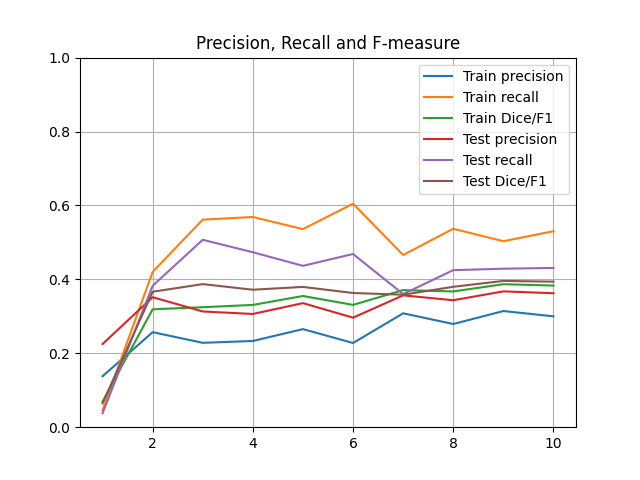 Precision, Recall and F-measure
1.0
0.8
0.6
0.4
0.2
0.0
2
4
6
8
10
Train precision
Train recall
Train Dice/F1
Test precision
Test recall
Test Dice/F1